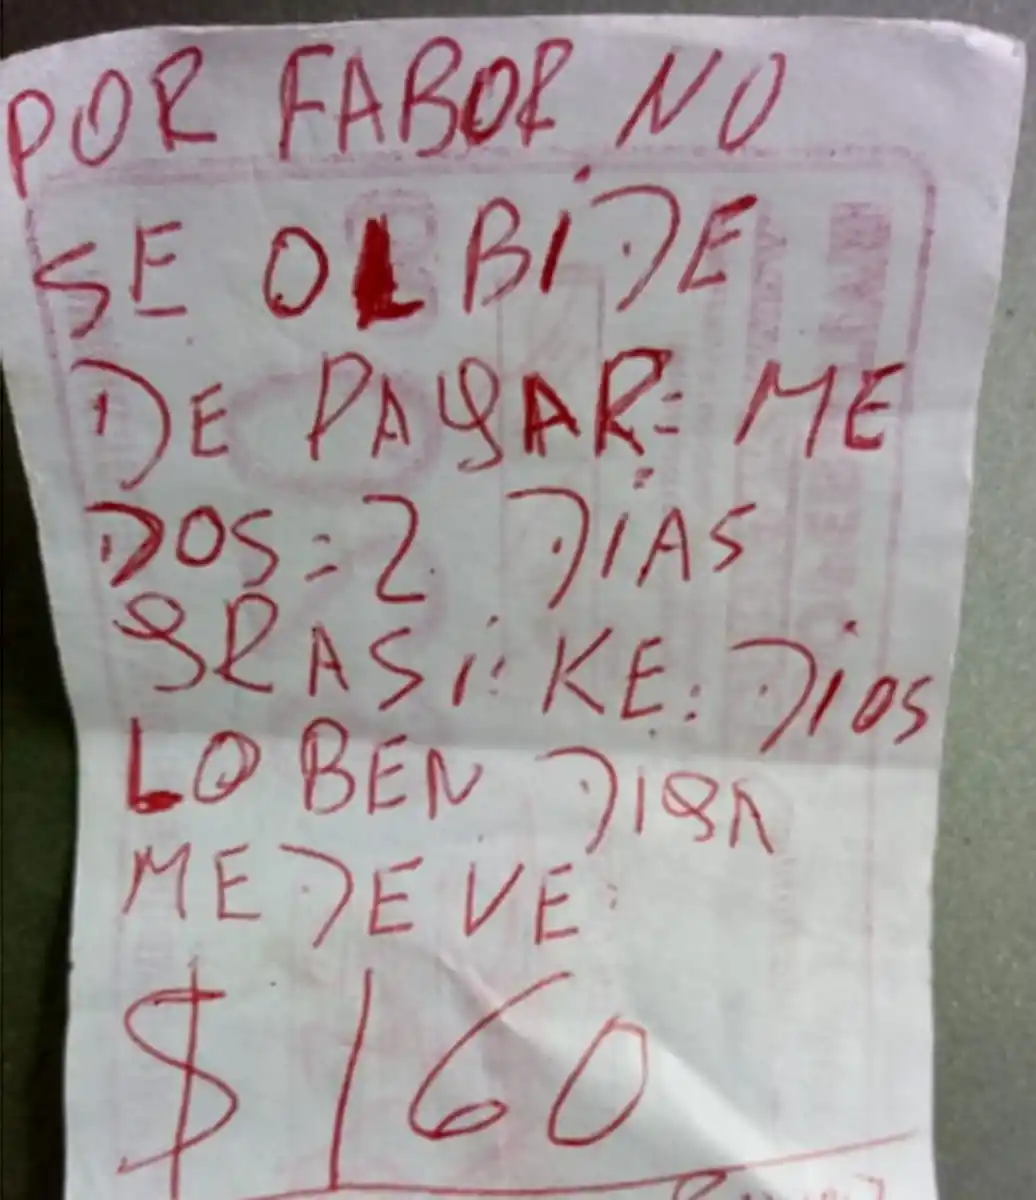 POR FABOR NO
SE OLBIDE
DE PAGAR= ME
DOS=2 DIAS
GRASI: KE: DIOS
LO BEN DIGA
ME DEVE:
$160